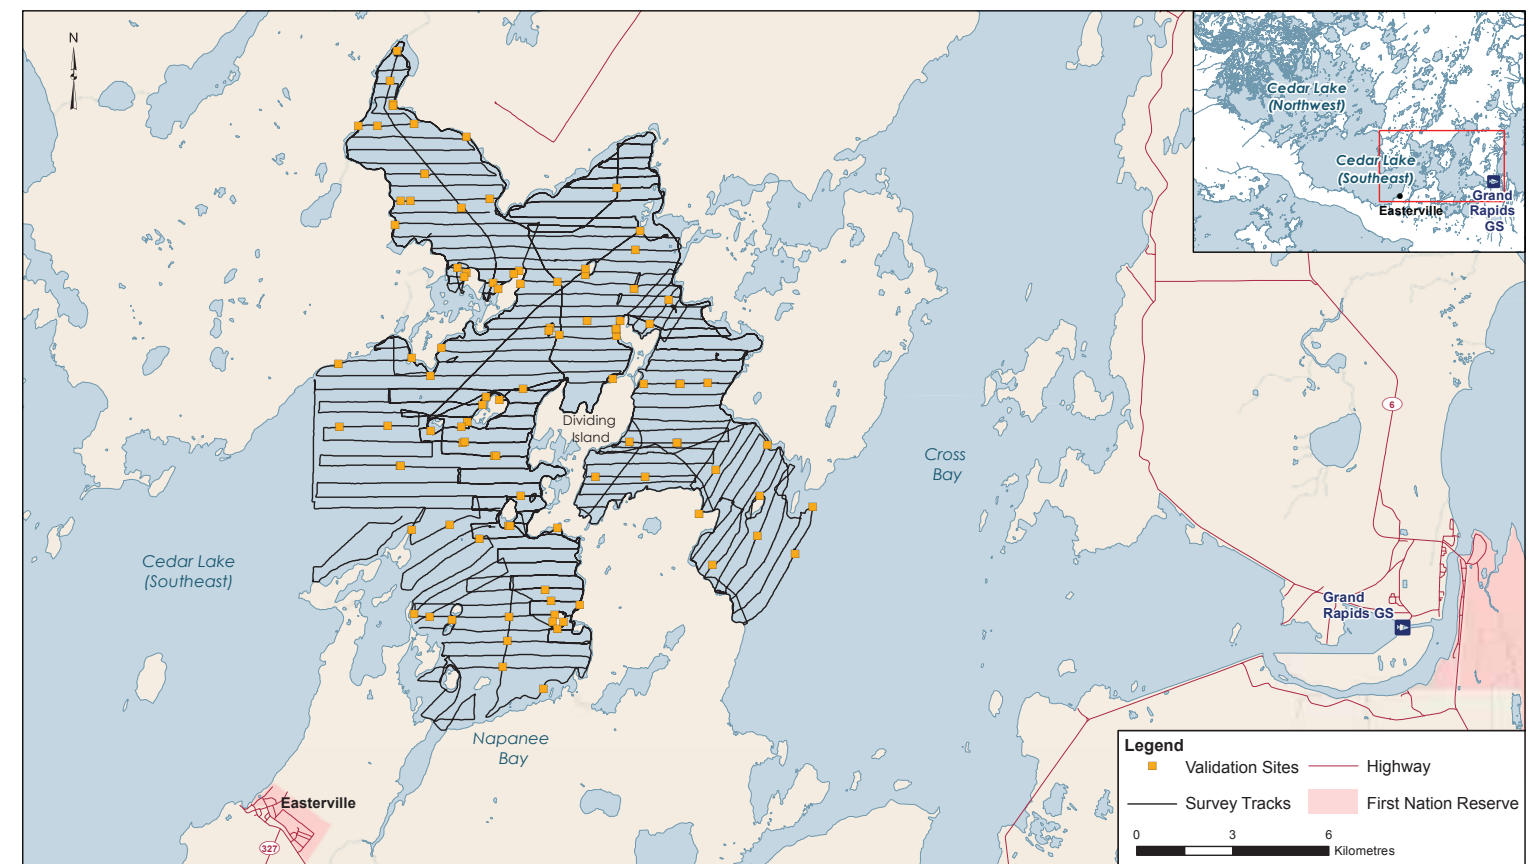 N
Cedar Lake
(Northwest)
Cedar Lake
(Southeast)
Easterville
Grand
Rapids
GS
6
Dividing
Island
Cross
Bay
Cedar Lake
(Southeast)
Grand
Rapids GS
Napanee
Bay
Easterville
327
Legend
Validation Sites
Highway
Survey Tracks
First Nation Reserve
0 3 6
Kilometres